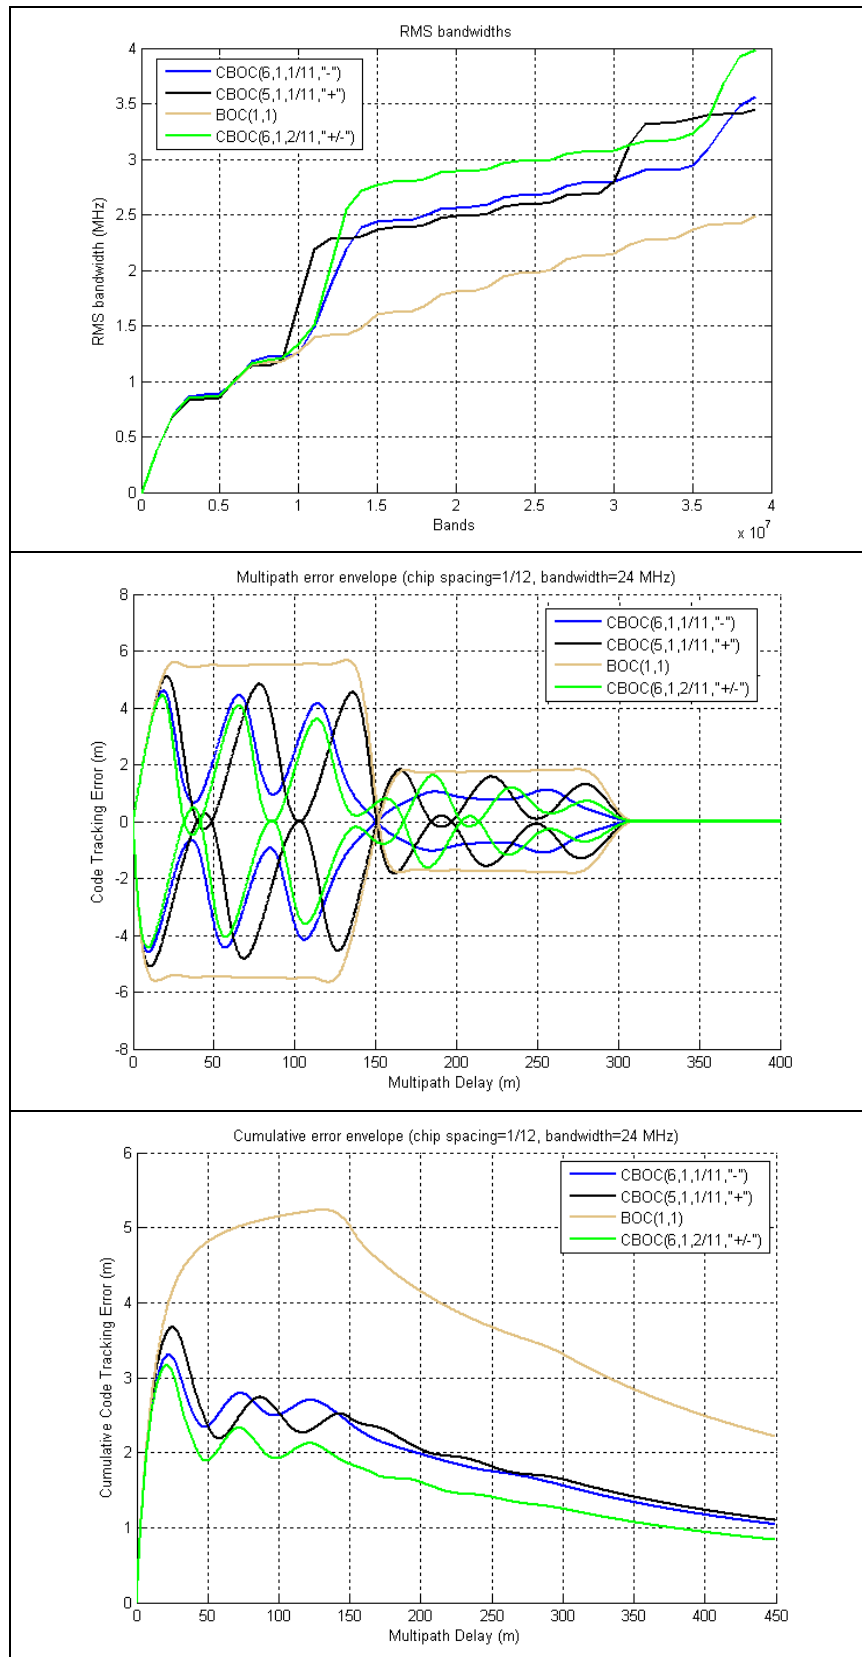 RMS bandwidths
CBOC(6,1,1/11,"-")
CBOC(5,1,1/11,"+")
BOC(1,1)
CBOC(6,1,2/11,"+/-")
RMS bandwidth (MHz)
4
3.5
3
2.5
2
1.5
1
0.5
0
0 0.5 1 1.5 2 2.5 3 3.5 4
Bands
x 10^7
Multipath error envelope (chip spacing=1/12, bandwidth=24 MHz)
CBOC(6,1,1/11,"-")
CBOC(5,1,1/11,"+")
BOC(1,1)
CBOC(6,1,2/11,"+/-")
Code Tracking Error (m)
8
6
4
2
0
-2
-4
-6
-8
0 50 100 150 200 250 300 350 400
Multipath Delay (m)
Cumulative error envelope (chip spacing=1/12, bandwidth=24 MHz)
CBOC(6,1,1/11,"-")
CBOC(5,1,1/11,"+")
BOC(1,1)
CBOC(6,1,2/11,"+/-")
Cumulative Code Tracking Error (m)
6
5
4
3
2
1
0
0 50 100 150 200 250 300 350 400 450
Multipath Delay (m)